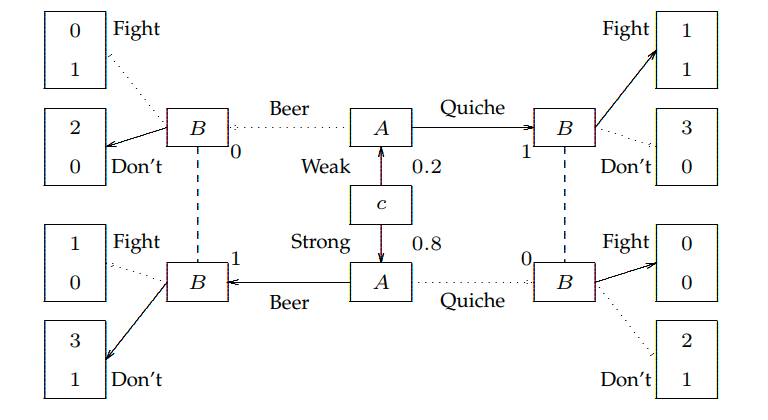 0 Fight
1
Fight 1
1
2
0 Don't
B
0
Beer
A
Quiche
B
1
3
Don't 0
Weak 0.2
c
Strong 0.8
1 Fight
0
B
1
Beer
A
Quiche
B
0
Fight 0
0
3
1 Don't
2
Don't 1